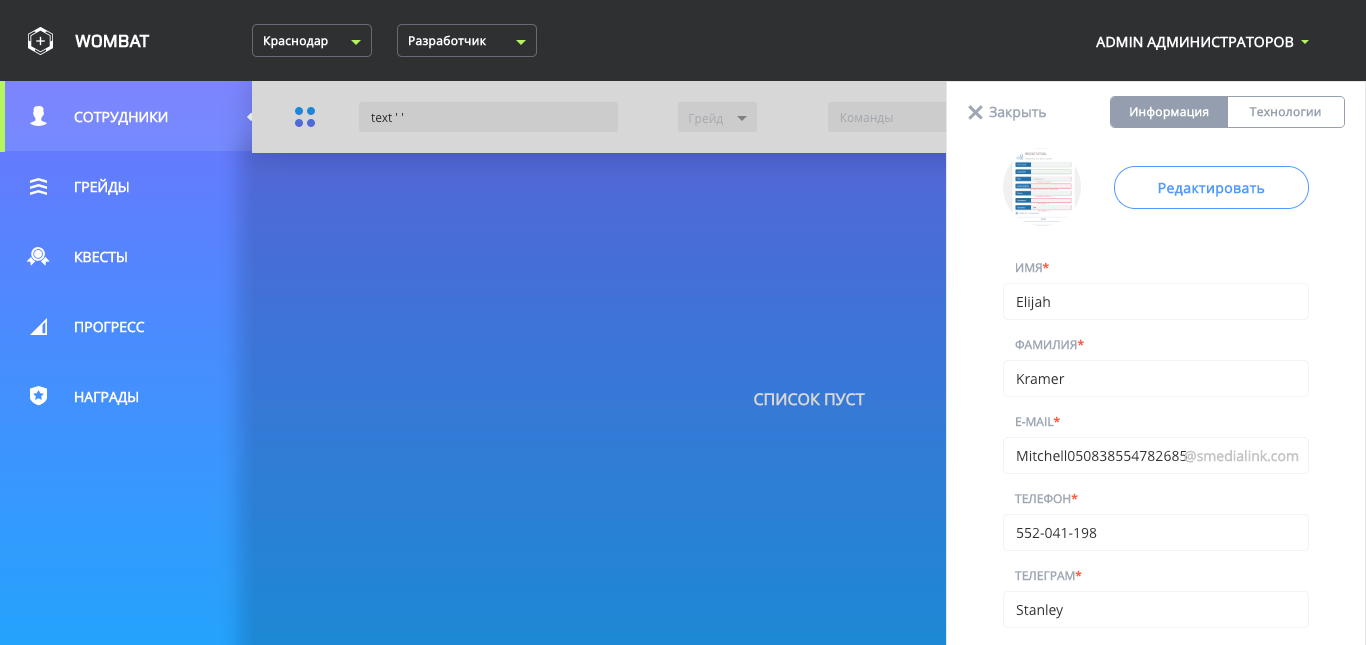 WOMBAT
Краснодар
Разработчик
ADMIN АДМИНИСТРАТОРОВ
СОТРУДНИКИ
ГРЕЙДЫ
КВЕСТЫ
ПРОГРЕСС
НАГРАДЫ
text ' '
Грейд
Команды
СПИСОК ПУСТ
Закрыть
Информация
Технологии
Редактировать
ИМЯ*
Elijah
ФАМИЛИЯ*
Kramer
E-MAIL*
Mitchell050838554782685@smedialink.com
ТЕЛЕФОН*
552-041-198
ТЕЛЕГРАМ*
Stanley